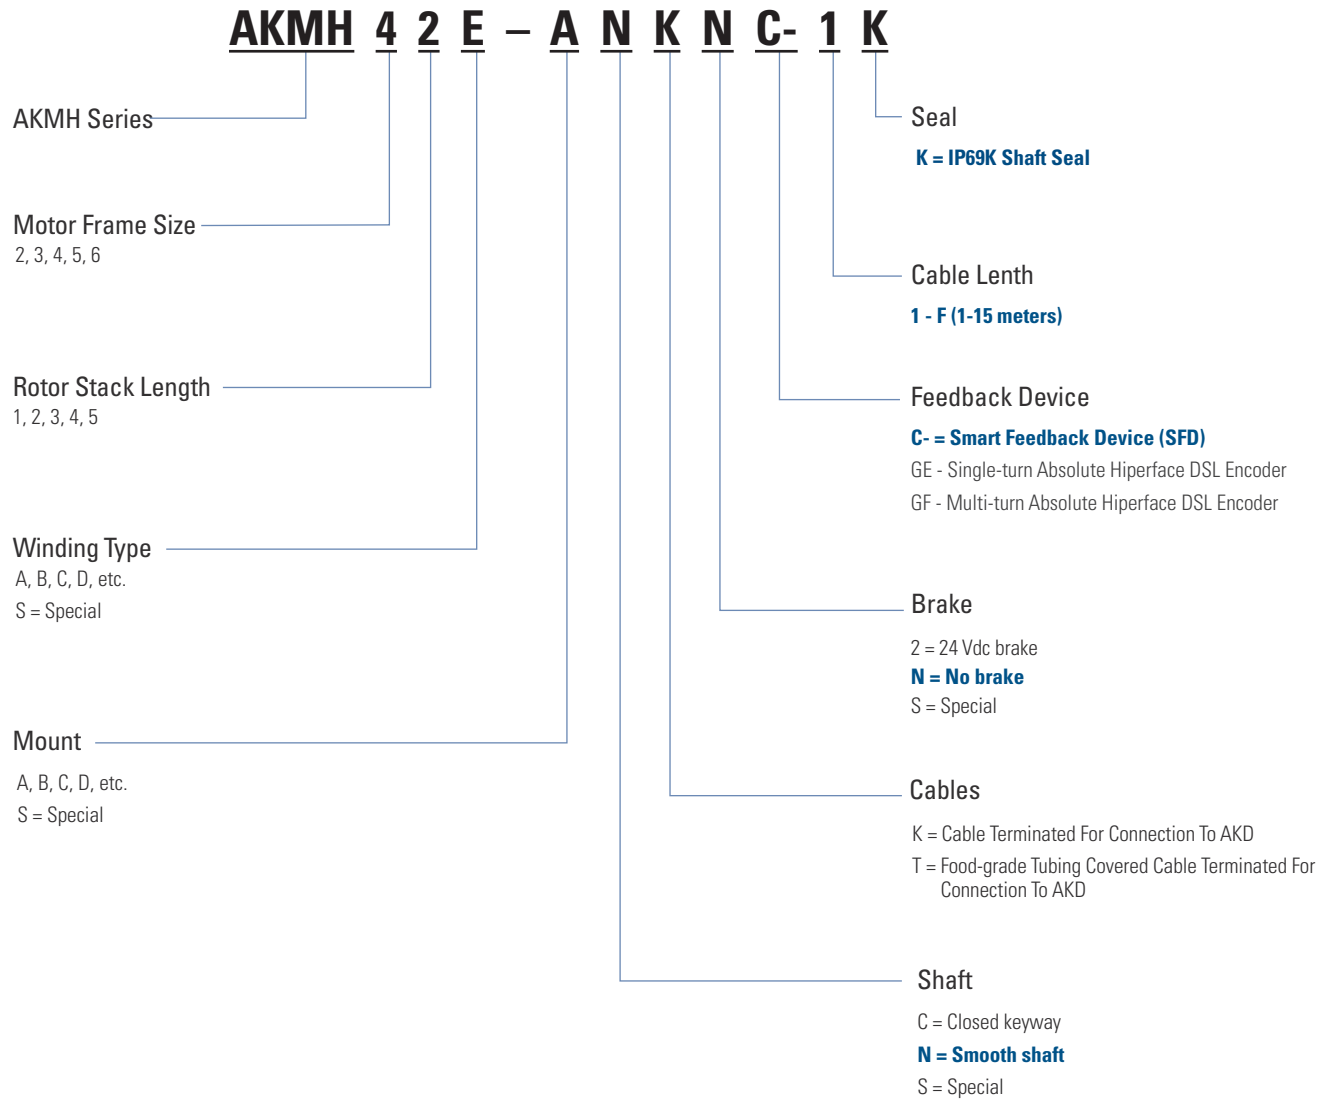 AKMH 4 2 E – A N K N C- 1 K
AKMH Series
Motor Frame Size
2, 3, 4, 5, 6
Rotor Stack Length
1, 2, 3, 4, 5
Winding Type
A, B, C, D, etc.
S = Special
Mount
A, B, C, D, etc.
S = Special
Seal
K = IP69K Shaft Seal
Cable Lenth
1 - F (1-15 meters)
Feedback Device
C- = Smart Feedback Device (SFD)
GE - Single-turn Absolute Hiperface DSL Encoder
GF - Multi-turn Absolute Hiperface DSL Encoder
Brake
2 = 24 Vdc brake
N = No brake
S = Special
Cables
K = Cable Terminated For Connection To AKD
T = Food-grade Tubing Covered Cable Terminated For
Connection To AKD
Shaft
C = Closed keyway
N = Smooth shaft
S = Special